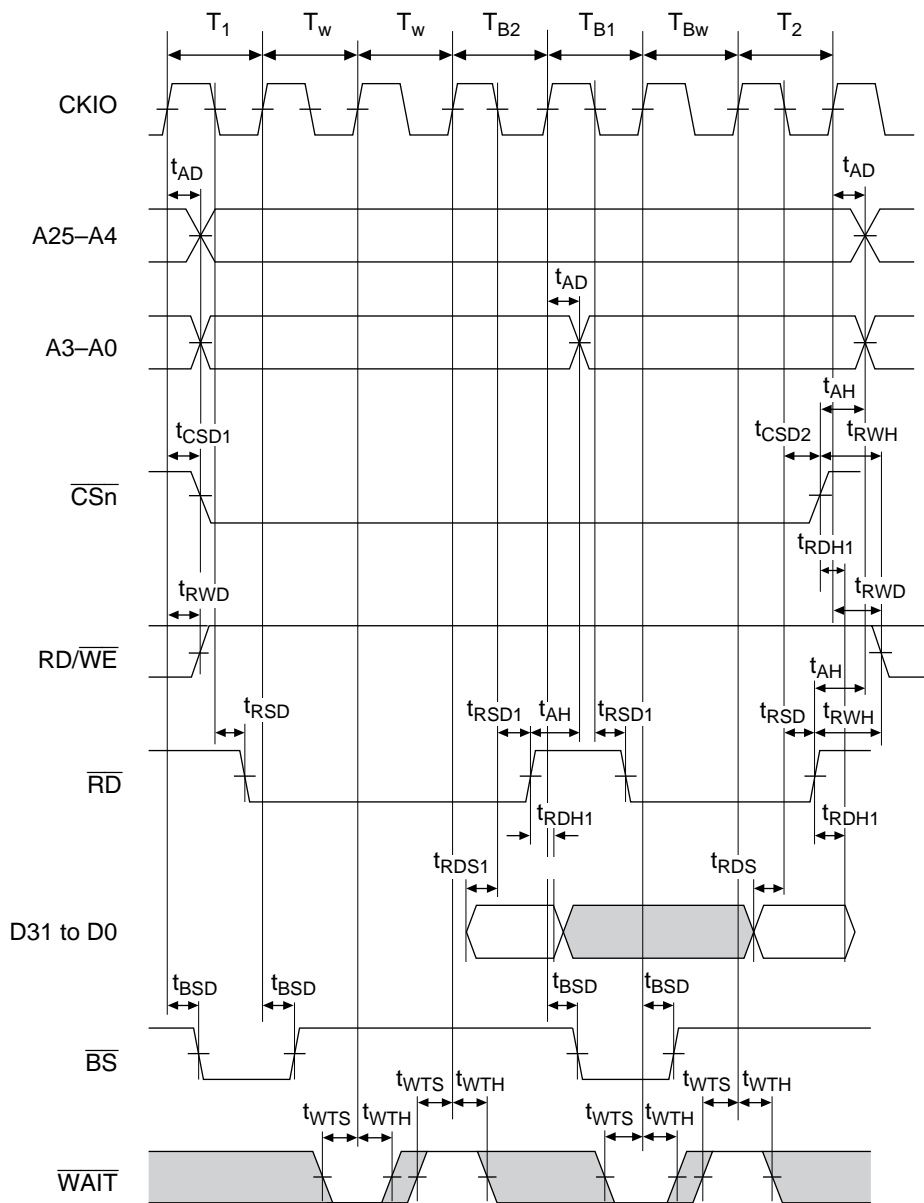 T1 Tw Tw TB2 TB1 TBw T2
CKIO
tAD tAD
A25–A4
tAD
A3–A0
tAH
tCSD1 tCSD2 tRWH
CSn
tRDH1
tRWD tRWD
RD/WE
tAH
tRSD tRSD1 tAH tRSD1 tRSD tRWH
RD
tRDH1 tRDH1
tRDS1 tRDS
D31 to D0
tBSD tBSD tBSD tBSD
BS
tWTS tWTH tWTS tWTH
tWTS tWTH tWTS tWTH
WAIT